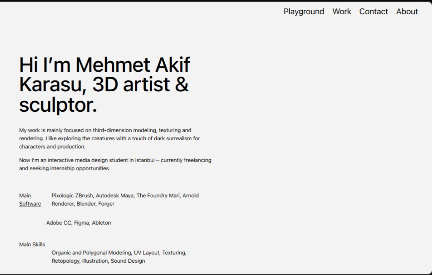 Playground Work Contact About
Hi I'm Mehmet Akif
Karasu, 3D artist &
sculptor.
My work is mainly focused on third-dimension modeling, texturing and
rendering. I like exploring the creatures with a touch of dark surrealism for
characters and production.
Now I'm an interactive media design student in Istanbul – currently freelancing
and seeking internship opportunities.
Main Software
Pixologic ZBrush, Autodesk Maya, The Foundry Mari, Arnold
Renderer, Blender, Forger
Adobe CC, Figma, Ableton
Main Skills
Organic and Polygonal Modeling, UV Layout, Texturing,
Retopology, Illustration, Sound Design